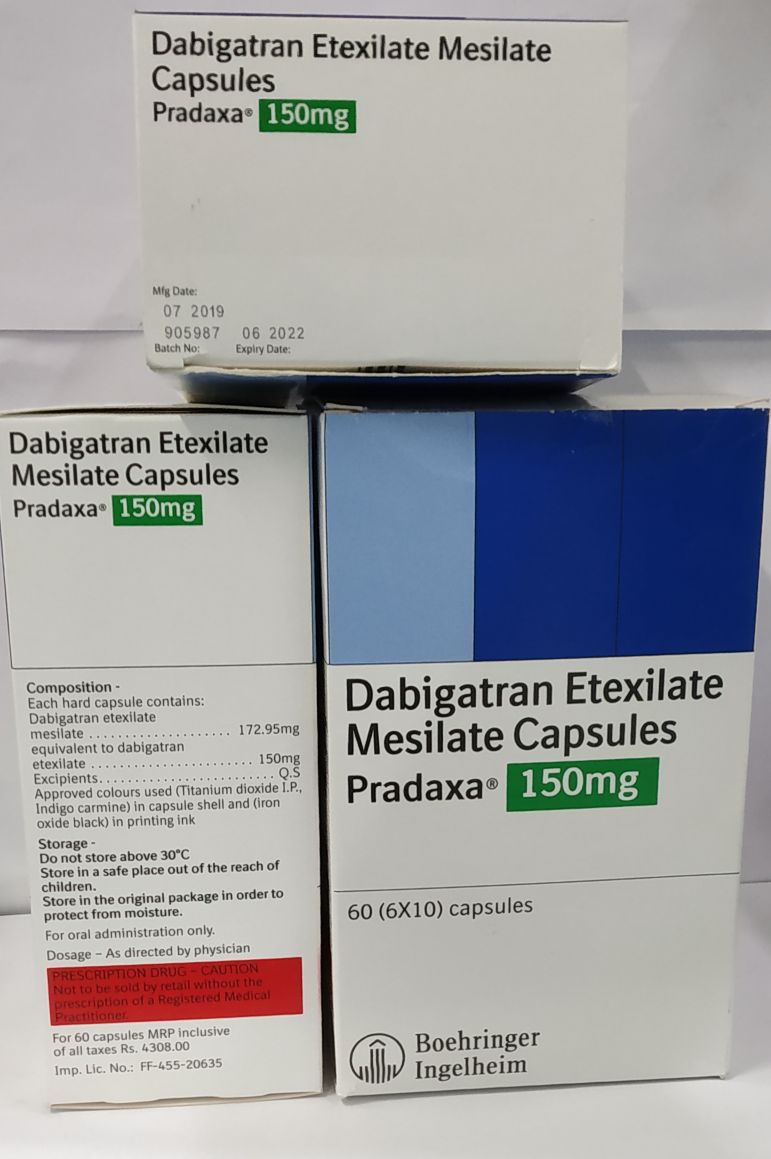 Dabigatran Etexilate Mesilate
Capsules
Pradaxa® 150mg
Mfg Date:
07 2019
905987 06 2022
Batch No: Expiry Date:
Dabigatran Etexilate
Mesilate Capsules
Pradaxa® 150mg
Composition -
Each hard capsule contains:
Dabigatran etexilate
mesilate . . . . . . . . . . . . . . . . . . . . 172.95mg
equivalent to dabigatran
etexilate . . . . . . . . . . . . . . . . . . . . . . . 150mg
Excipients. . . . . . . . . . . . . . . . . . . . . . . . . Q.S
Approved colours used (Titanium dioxide I.P.,
Indigo carmine) in capsule shell and (iron
oxide black) in printing ink
Storage -
Do not store above 30°C
Store in a safe place out of the reach of
children.
Store in the original package in order to
protect from moisture.
For oral administration only.
Dosage – As directed by physician
PRESCRIPTION DRUG – CAUTION
Not to be sold by retail without the
prescription of a Registered Medical
Practitioner.
For 60 capsules MRP inclusive
of all taxes Rs. 4308.00
Imp. Lic. No.: FF-455-20635
Dabigatran Etexilate
Mesilate Capsules
Pradaxa® 150mg
60 (6X10) capsules
Boehringer
Ingelheim